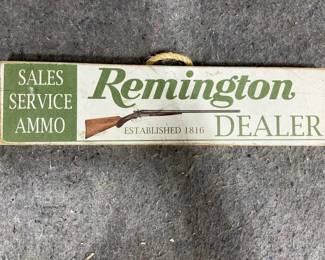 SALES
SERVICE
AMMO
Remington
ESTABLISHED 1816
DEALER